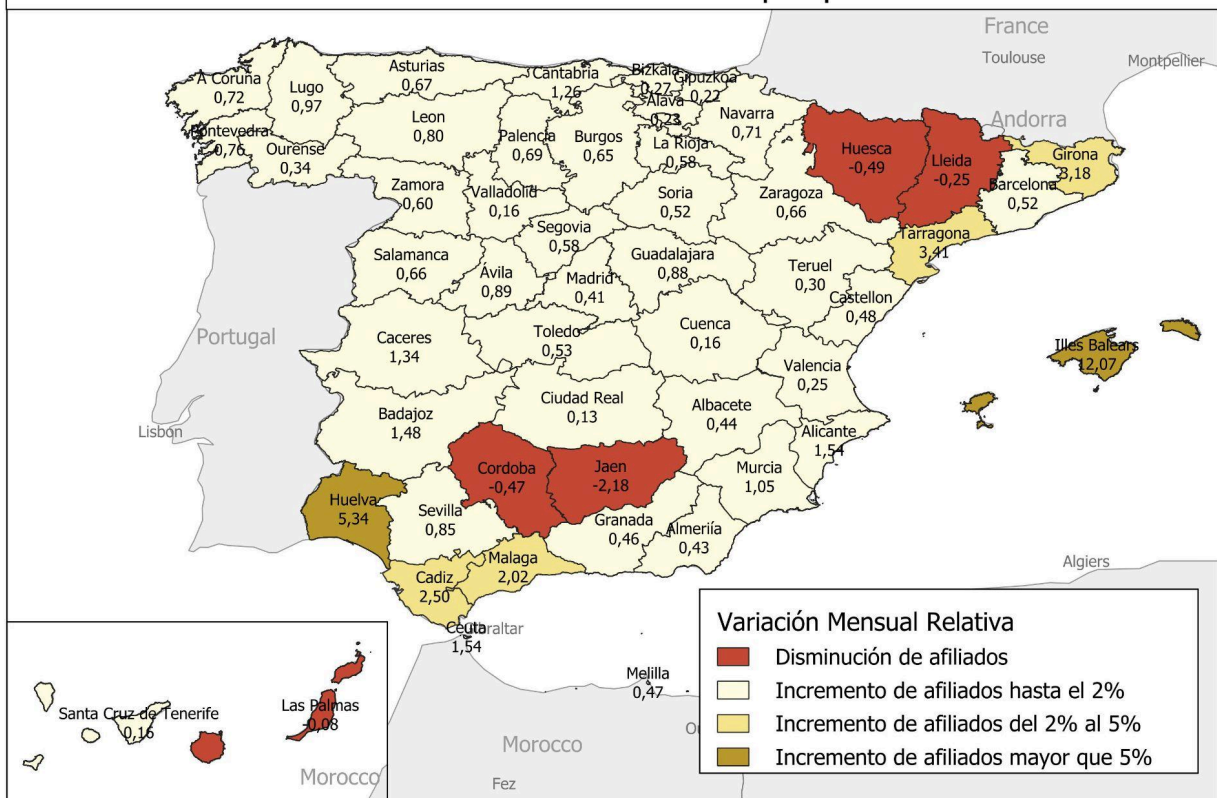 France
Toulouse
Montpellier
Andorra
A Coruna
0,72
Lugo
0,97
Asturias
0,67
Cantabria
1,26
Bizkaia
0,27
Gipuzkoa
0,22
Alava
0,23
Navarra
0,71
Pontevedra
0,76
Ourense
0,34
Leon
0,80
Palencia
0,69
Burgos
0,65
La Rioja
0,58
Huesca
-0,49
Lleida
-0,25
Girona
3,18
Barcelona
0,52
Zamora
0,60
Valladolid
0,16
Soria
0,52
Zaragoza
0,66
Tarragona
3,41
Segovia
0,58
Salamanca
0,66
Ávila
0,89
Madrid
0,41
Guadalajara
0,88
Teruel
0,30
Castellon
0,48
Portugal
Caceres
1,34
Toledo
0,53
Cuenca
0,16
Valencia
0,25
Illes Balears
12,07
Lisbon
Badajoz
1,48
Ciudad Real
0,13
Albacete
0,44
Alicante
1,54
Huelva
5,34
Sevilla
0,85
Cordoba
-0,47
Jaen
-2,18
Murcia
1,05
Granada
0,46
Almeriía
0,43
Cadiz
2,50
Malaga
2,02
Algiers
Ceuta
1,54
Gibraltar
Melilla
0,47
Morocco
Fez
Santa Cruz de Tenerife
0,16
Las Palmas
-0,08
Morocco
Variación Mensual Relativa
Disminución de afiliados
Incremento de afiliados hasta el 2%
Incremento de afiliados del 2% al 5%
Incremento de afiliados mayor que 5%